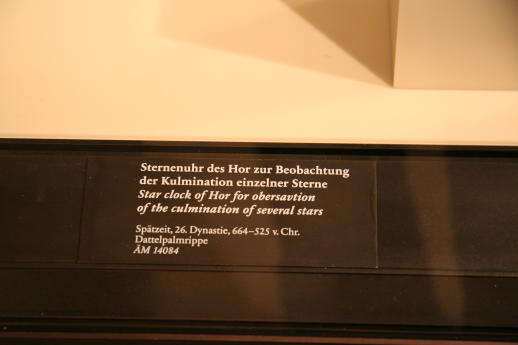 Sternenuhr des Hor zur Beobachtung
der Kulmination einzelner Sterne
Star clock of Hor for obersavtion
of the culmination of several stars
Spätzeit, 26. Dynastie, 664–525 v. Chr.
Dattelpalmrippe
ÄM 14084